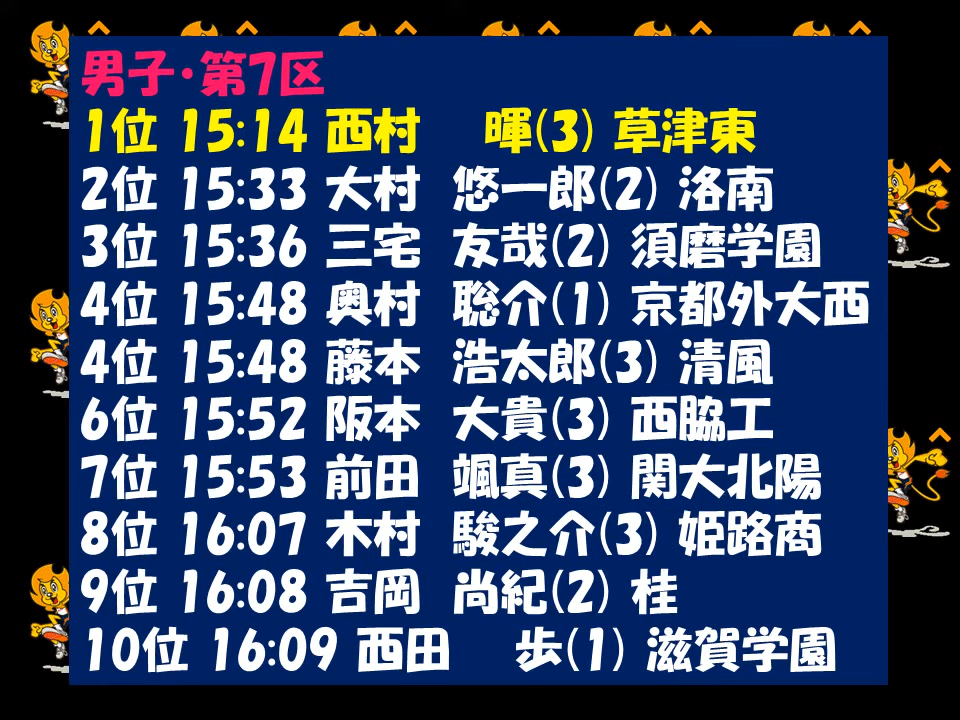 男子・第7区
1位 15:14 西村　暉(3) 草津東
2位 15:33 大村 悠一郎(2) 洛南
3位 15:36 三宅 友哉(2) 須磨学園
4位 15:48 奥村 聡介(1) 京都外大西
4位 15:48 藤本 浩太郎(3) 清風
6位 15:52 阪本 大貴(3) 西脇工
7位 15:53 前田 颯真(3) 関大北陽
8位 16:07 木村 駿之介(3) 姫路商
9位 16:08 吉岡 尚紀(2) 桂
10位 16:09 西田　歩(1) 滋賀学園